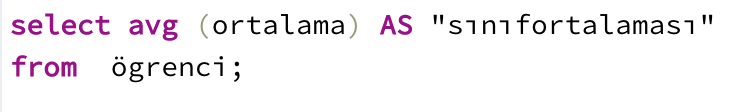 select avg (ortalama) AS "sınıfortalaması"
from  ögrenci;